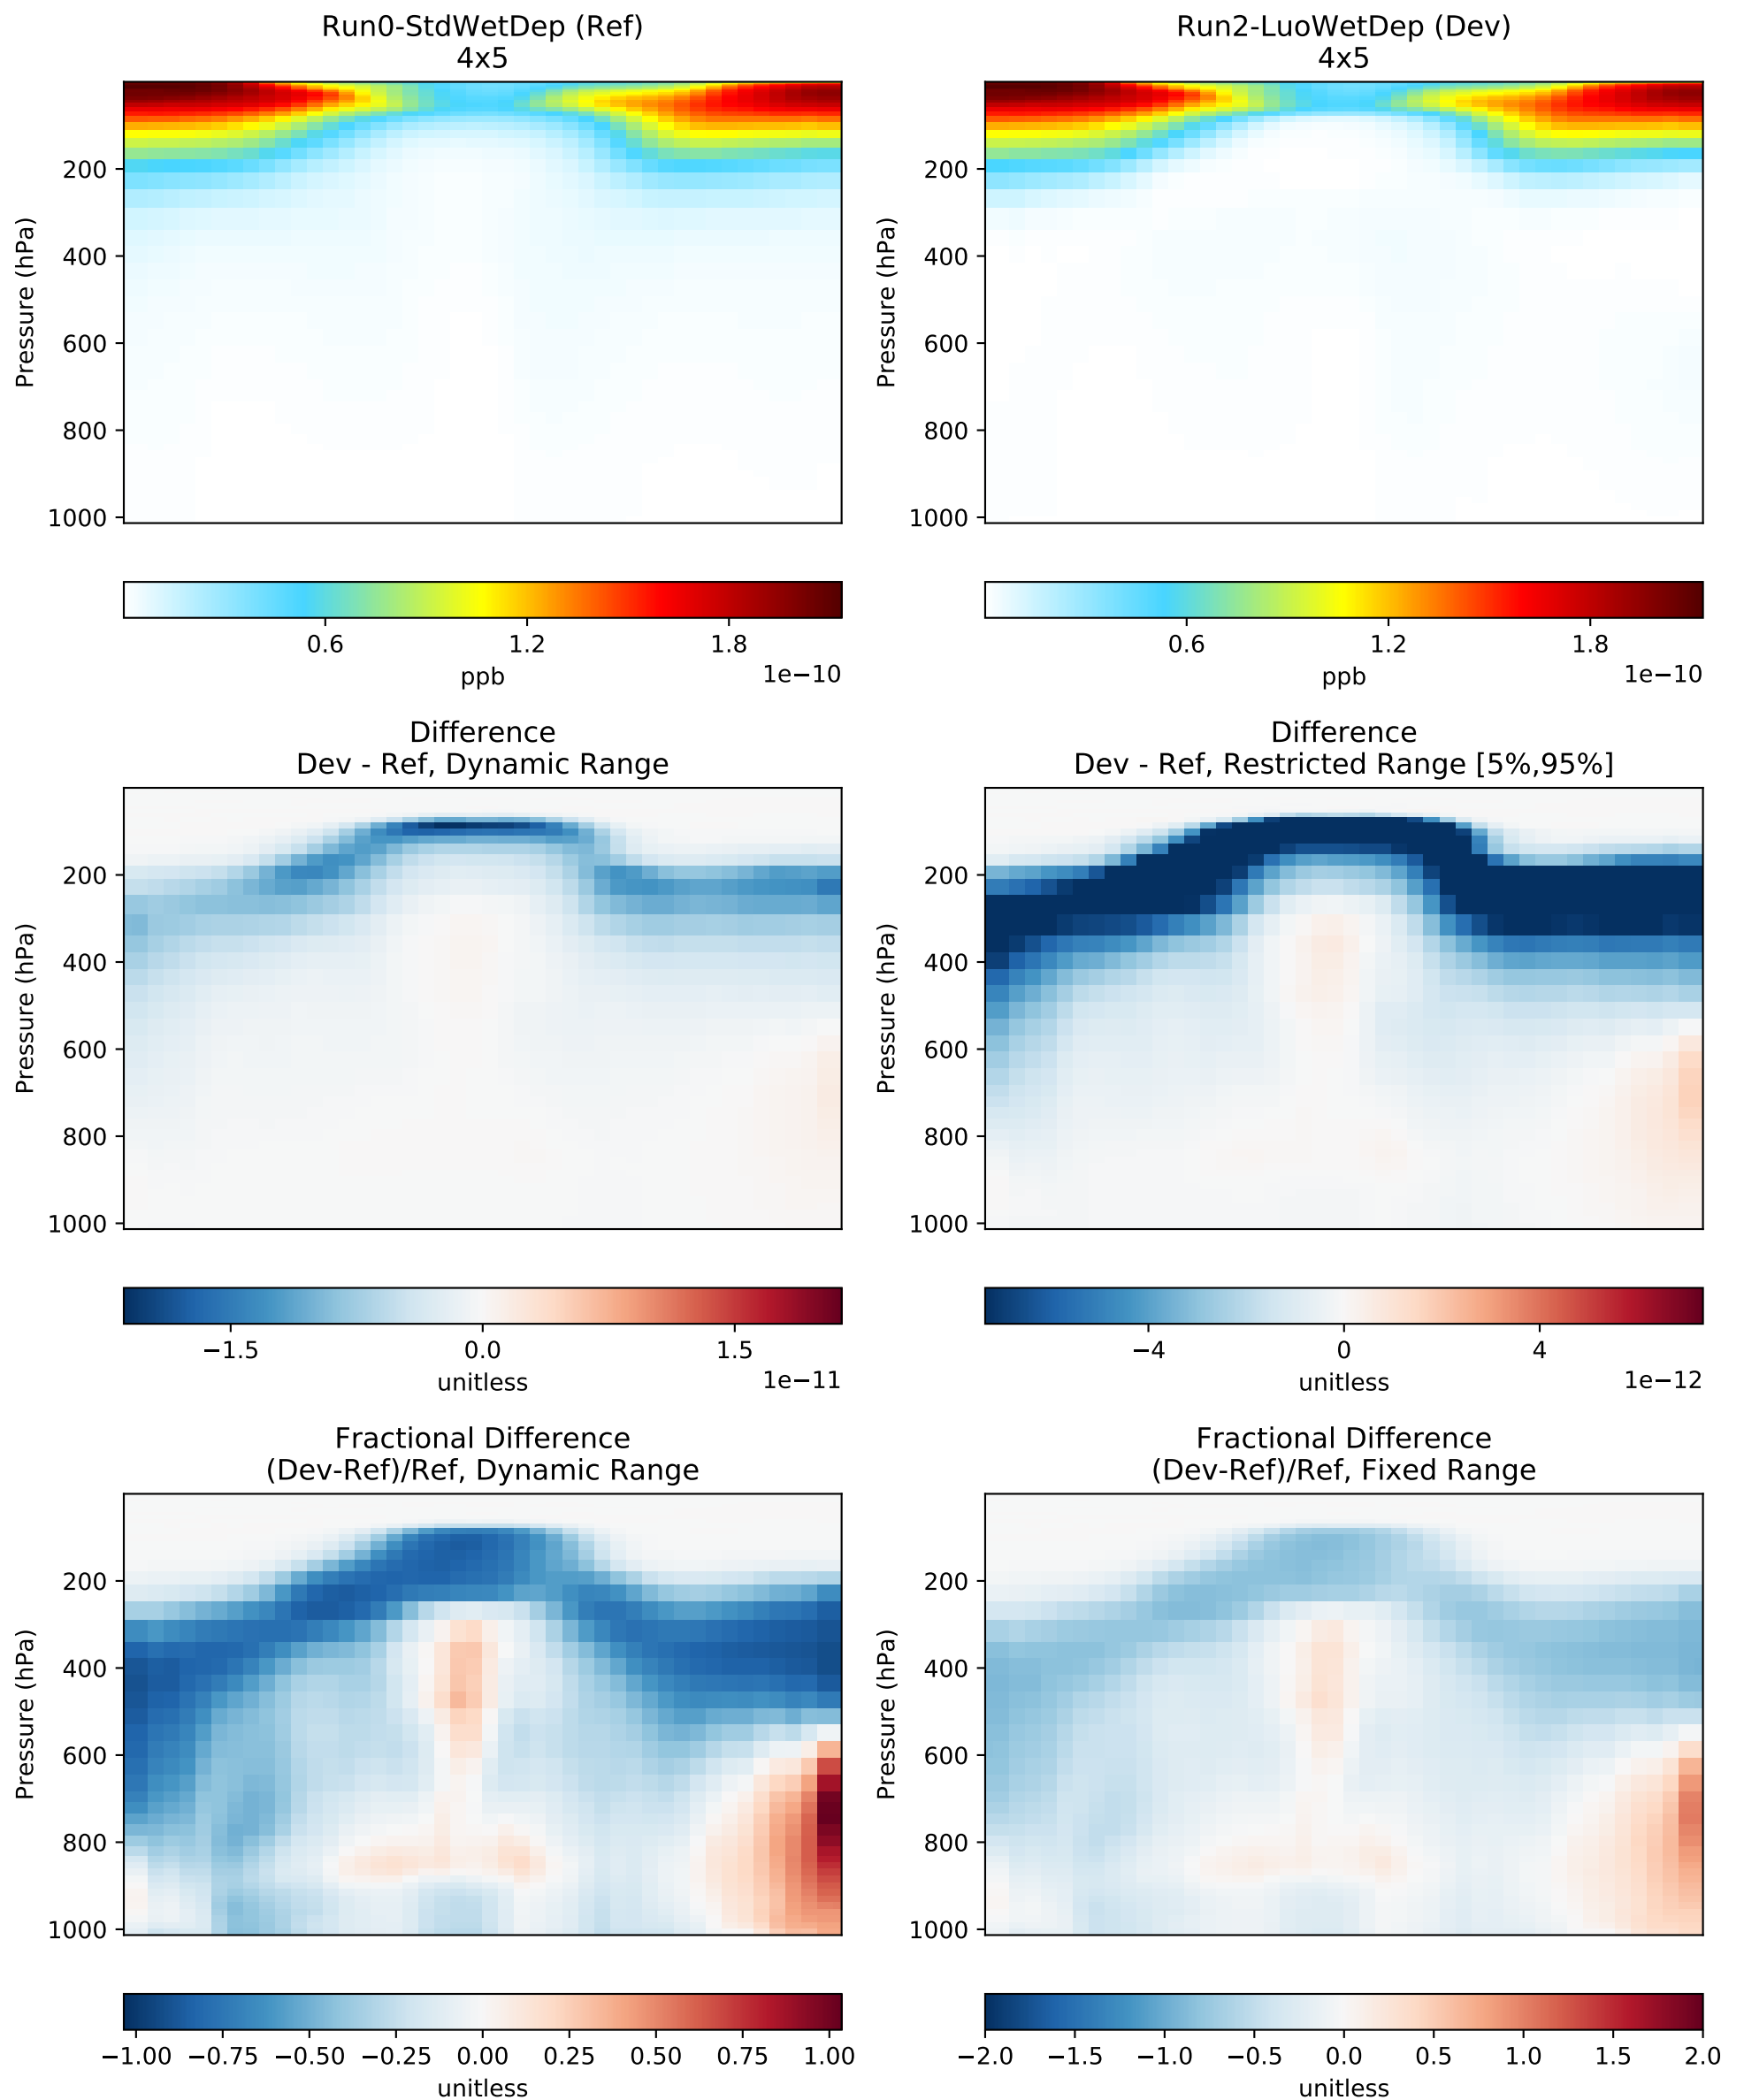 Run0-StdWetDep (Ref)
4x5
Run2-LuoWetDep (Dev)
4x5
Pressure (hPa)
200
400
600
800
1000
Pressure (hPa)
200
400
600
800
1000
0.6 1.2 1.8
ppb 1e−10
0.6 1.2 1.8
ppb 1e−10
Difference
Dev - Ref, Dynamic Range
Difference
Dev - Ref, Restricted Range [5%,95%]
Pressure (hPa)
200
400
600
800
1000
Pressure (hPa)
200
400
600
800
1000
−1.5 0.0 1.5
unitless 1e−11
−4 0 4
unitless 1e−12
Fractional Difference
(Dev-Ref)/Ref, Dynamic Range
Fractional Difference
(Dev-Ref)/Ref, Fixed Range
Pressure (hPa)
200
400
600
800
1000
Pressure (hPa)
200
400
600
800
1000
−1.00 −0.75 −0.50 −0.25 0.00 0.25 0.50 0.75 1.00
unitless
−2.0 −1.5 −1.0 −0.5 0.0 0.5 1.0 1.5 2.0
unitless